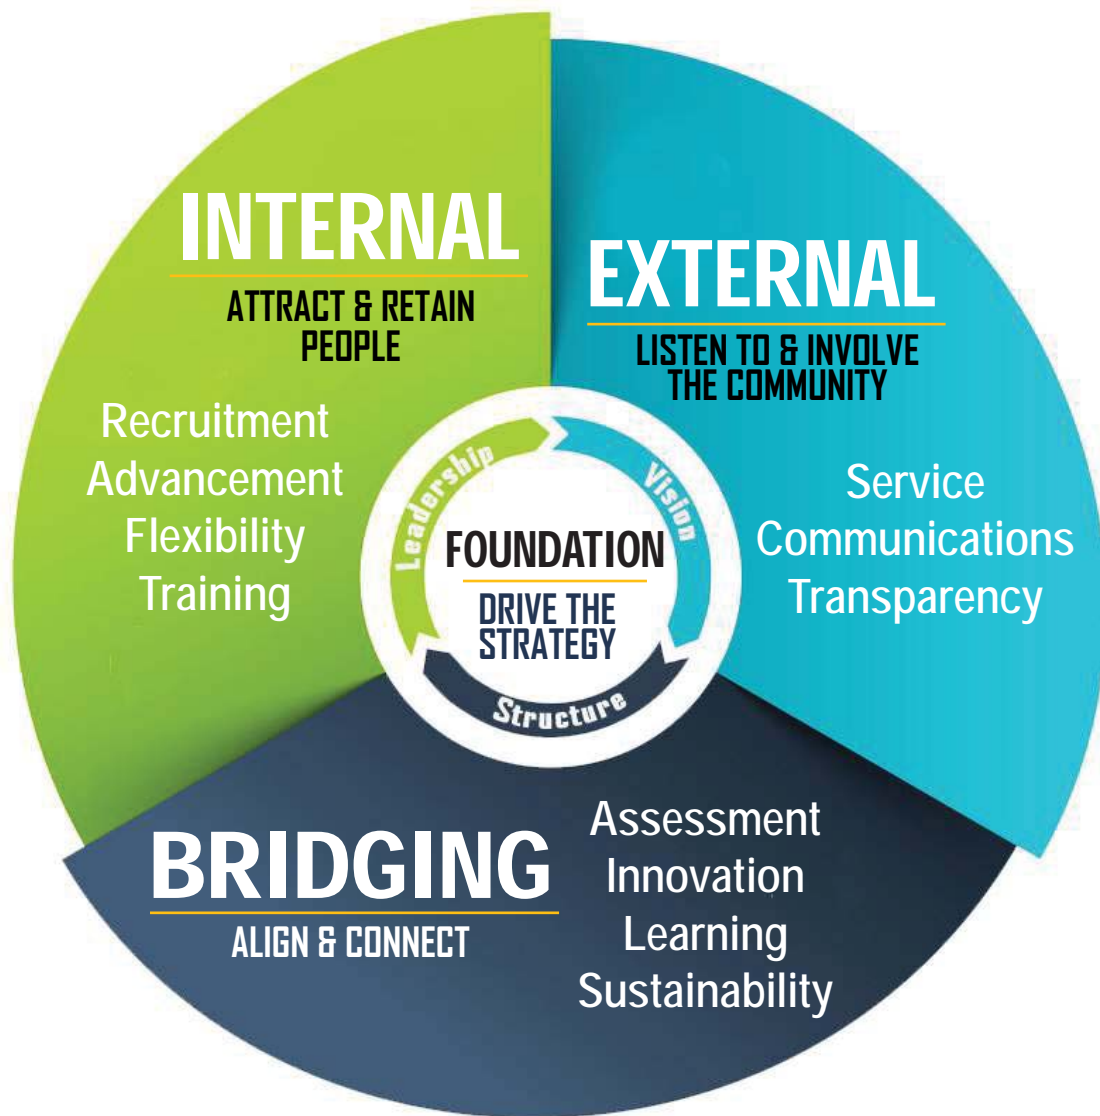 INTERNAL
ATTRACT & RETAIN
PEOPLE
Recruitment
Advancement
Flexibility
Training
EXTERNAL
LISTEN TO & INVOLVE
THE COMMUNITY
Service
Communications
Transparency
Leadership
Vision
Structure
FOUNDATION
DRIVE THE
STRATEGY
BRIDGING
ALIGN & CONNECT
Assessment
Innovation
Learning
Sustainability